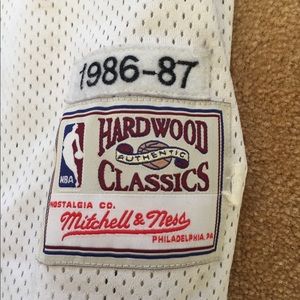 1986-87
NBA
HARDWOOD
AUTHENTIC
CLASSICS
NOSTALGIA CO.
Mitchell & Ness
PHILADELPHIA, PA